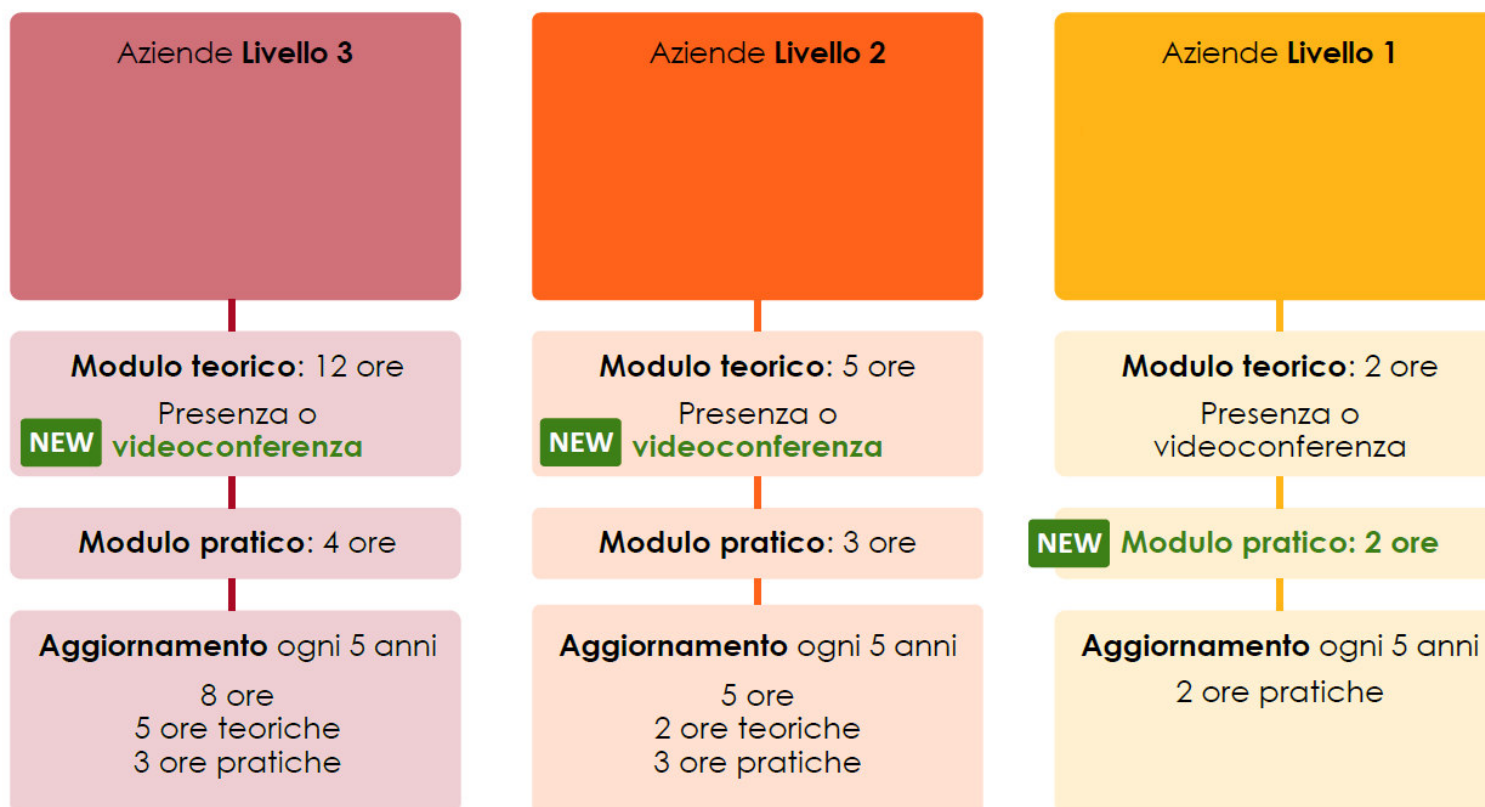 Aziende Livello 3
Modulo teorico: 12 ore
Presenza o
NEW videoconferenza
Modulo pratico: 4 ore
Aggiornamento ogni 5 anni
8 ore
5 ore teoriche
3 ore pratiche
Aziende Livello 2
Modulo teorico: 5 ore
Presenza o
NEW videoconferenza
Modulo pratico: 3 ore
Aggiornamento ogni 5 anni
5 ore
2 ore teoriche
3 ore pratiche
Aziende Livello 1
Modulo teorico: 2 ore
Presenza o
videoconferenza
NEW Modulo pratico: 2 ore
Aggiornamento ogni 5 anni
2 ore pratiche